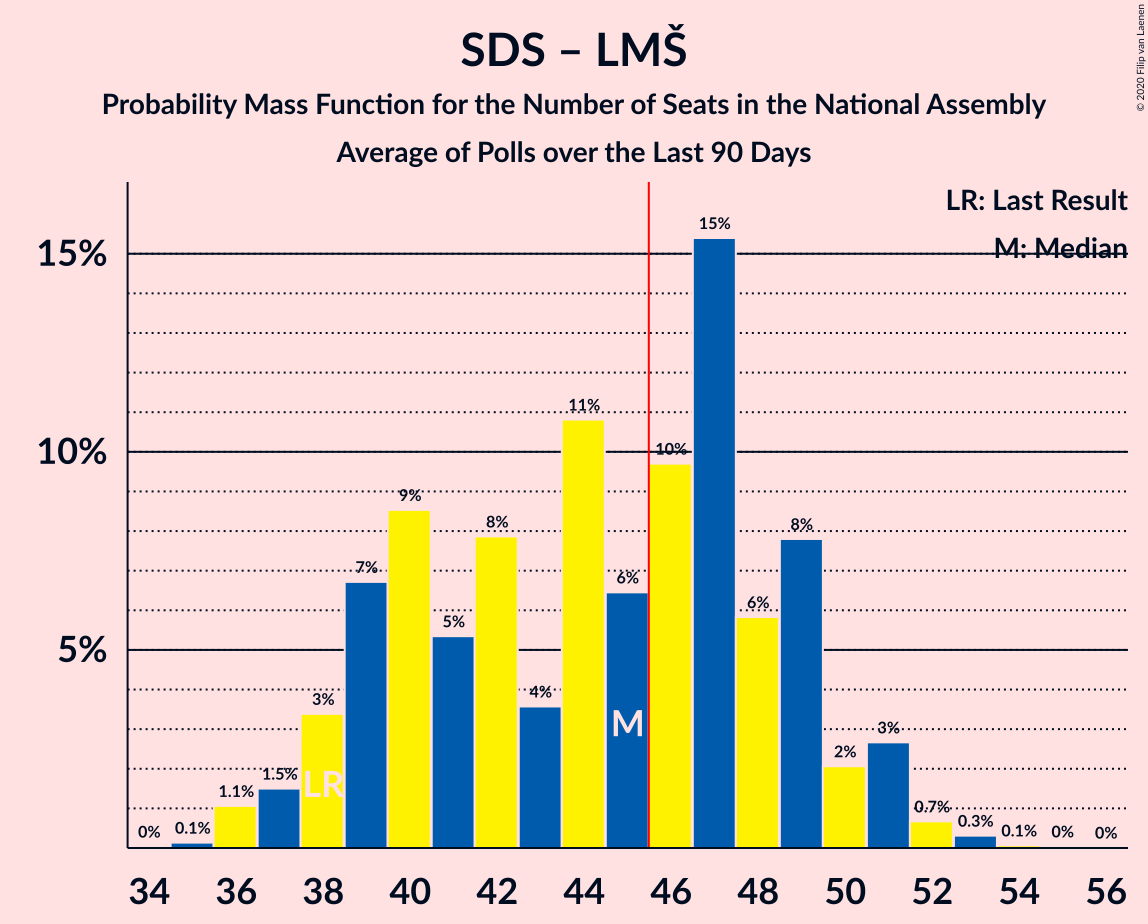 © 2020 Filip van Laenen
SDS – LMŠ
Probability Mass Function for the Number of Seats in the National Assembly
Average of Polls over the Last 90 Days
LR: Last Result
M: Median
15%
10%
5%
0%
0.1%
1.1%
1.5%
3%
7%
9%
5%
8%
4%
11%
6%
10%
15%
6%
8%
2%
3%
0.7%
0.3%
0.1%
0%
0%
LR
M
34 36 38 40 42 44 46 48 50 52 54 56